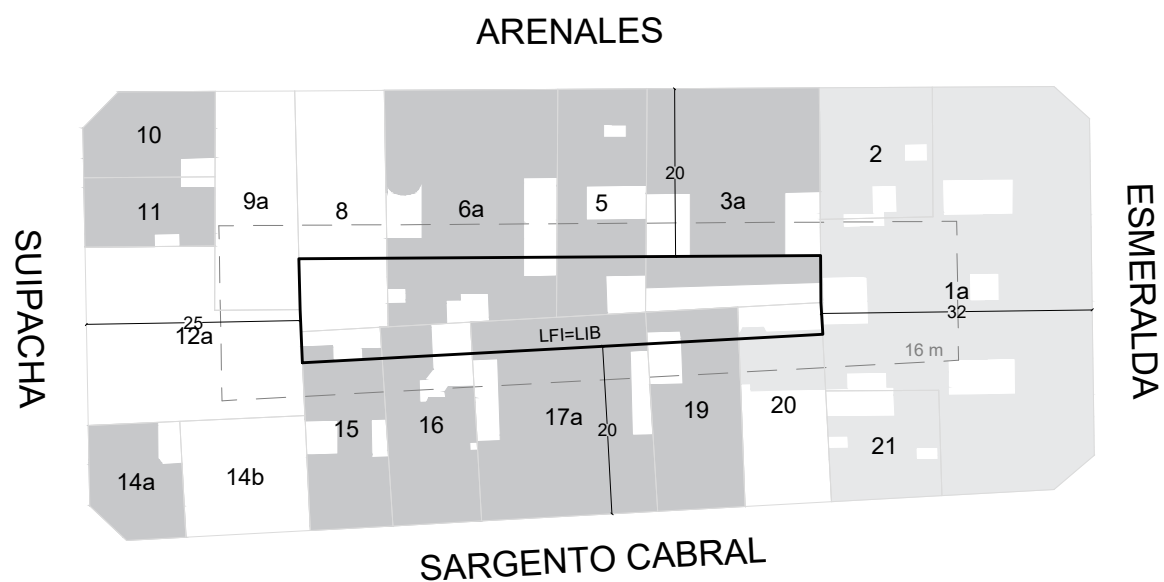 ARENALES
10
2
20
11
9a
8
6a
5
3a
SUIPACHA
ESMERALDA
1a
25
32
12a
LFI=LIB
16 m
20
15
16
17a
19
20
21
14a
14b
SARGENTO CABRAL